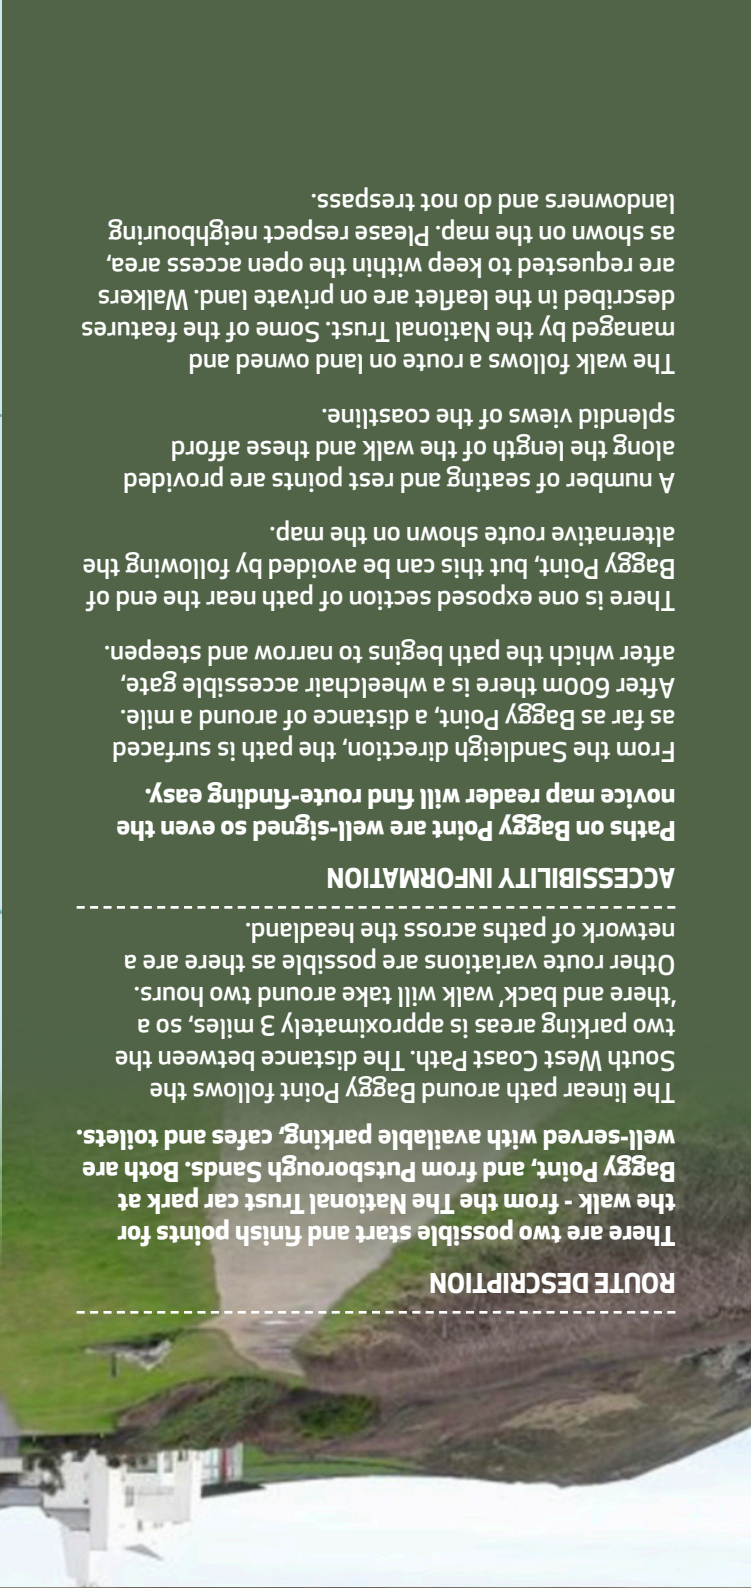 ROUTE DESCRIPTION
There are two possible start and finish points for
the walk - from the The National Trust car park at
Baggy Point, and from Putsborough Sands. Both are
well-served with available parking, cafes and toilets.
The linear path around Baggy Point follows the
South West Coast Path. The distance between the
two parking areas is approximately 3 miles, so a
‘there and back’ walk will take around two hours.
Other route variations are possible as there are a
network of paths across the headland.
ACCESSIBILITY INFORMATION
Paths on Baggy Point are well-signed so even the
novice map reader will find route-finding easy.
From the Sandleigh direction, the path is surfaced
as far as Baggy Point, a distance of around a mile.
After 600m there is a wheelchair accessible gate,
after which the path begins to narrow and steepen.
There is one exposed section of path near the end of
Baggy Point, but this can be avoided by following the
alternative route shown on the map.
A number of seating and rest points are provided
along the length of the walk and these afford
splendid views of the coastline.
The walk follows a route on land owned and
managed by the National Trust. Some of the features
described in the leaflet are on private land. Walkers
are requested to keep within the open access area,
as shown on the map. Please respect neighbouring
landowners and do not trespass.